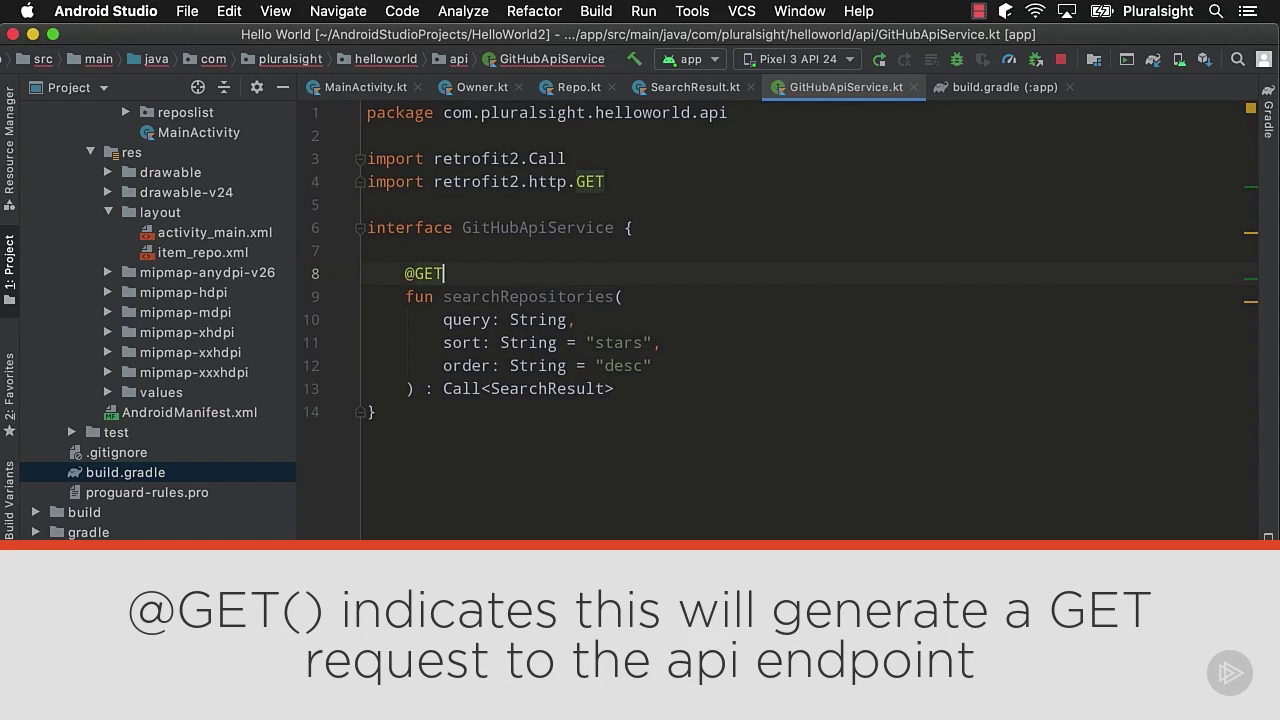 Android Studio File Edit View Navigate Code Analyze Refactor Build Run Tools VCS Window Help Pluralsight
Hello World [~/AndroidStudioProjects/HelloWorld2] - .../app/src/main/java/com/pluralsight/helloworld/api/GitHubApiService.kt [app]
src main java com pluralsight helloworld api GitHubApiService app Pixel 3 API 24
Project MainActivity.kt Owner.kt Repo.kt SearchResult.kt GitHubApiService.kt build.gradle (:app)
Resource Manager
1: Project
2: Favorites
Build Variants
Gradle
reposlist
MainActivity
res
drawable
drawable-v24
layout
activity_main.xml
item_repo.xml
mipmap-anydpi-v26
mipmap-hdpi
mipmap-mdpi
mipmap-xhdpi
mipmap-xxhdpi
mipmap-xxxhdpi
values
AndroidManifest.xml
test
.gitignore
build.gradle
proguard-rules.pro
build
gradle
1 package com.pluralsight.helloworld.api
2
3 import retrofit2.Call
4 import retrofit2.http.GET
5
6 interface GitHubApiService {
7
8 @GET
9 fun searchRepositories(
10 query: String,
11 sort: String = "stars",
12 order: String = "desc"
13 ) : Call<SearchResult>
14 }
@GET() indicates this will generate a GET
request to the api endpoint